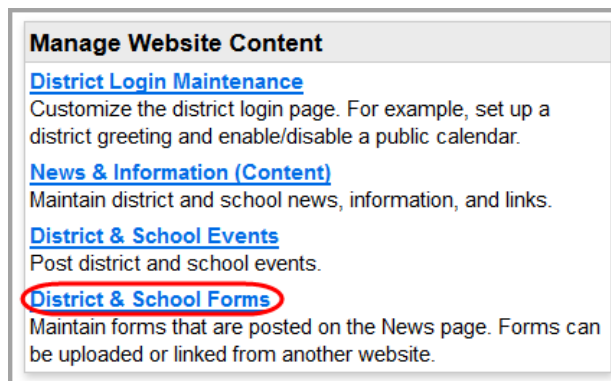 Manage Website Content
District Login Maintenance
Customize the district login page. For example, set up a
district greeting and enable/disable a public calendar.
News & Information (Content)
Maintain district and school news, information, and links.
District & School Events
Post district and school events.
District & School Forms
Maintain forms that are posted on the News page. Forms can
be uploaded or linked from another website.